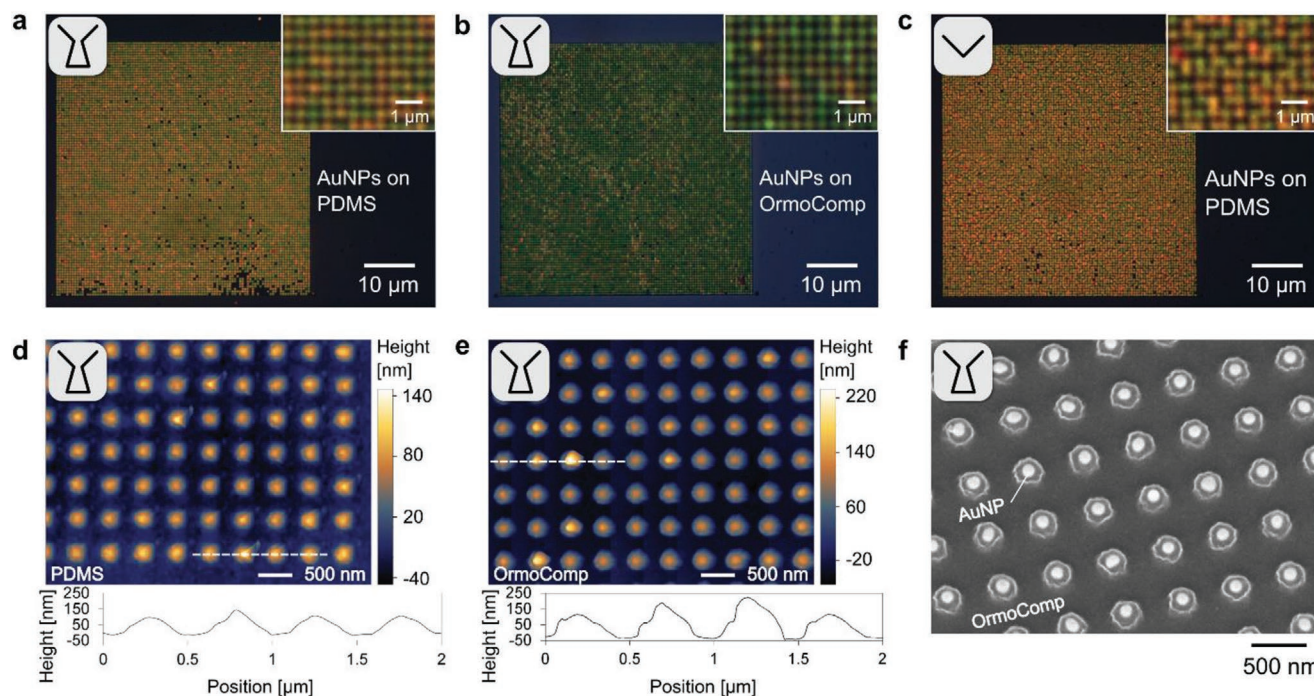 a
1 µm
AuNPs on
PDMS
10 µm
b
1 µm
AuNPs on
OrmoComp
10 µm
c
1 µm
AuNPs on
PDMS
10 µm
d
Height
[nm]
140
80
20
-40
PDMS
500 nm
Height [nm]
250
150
50
-50
0
0.5
1
1.5
2
Position [µm]
e
Height
[nm]
220
140
60
-20
OrmoComp
500 nm
Height [nm]
250
150
50
-50
0
0.5
1
1.5
2
Position [µm]
f
AuNP
OrmoComp
500 nm